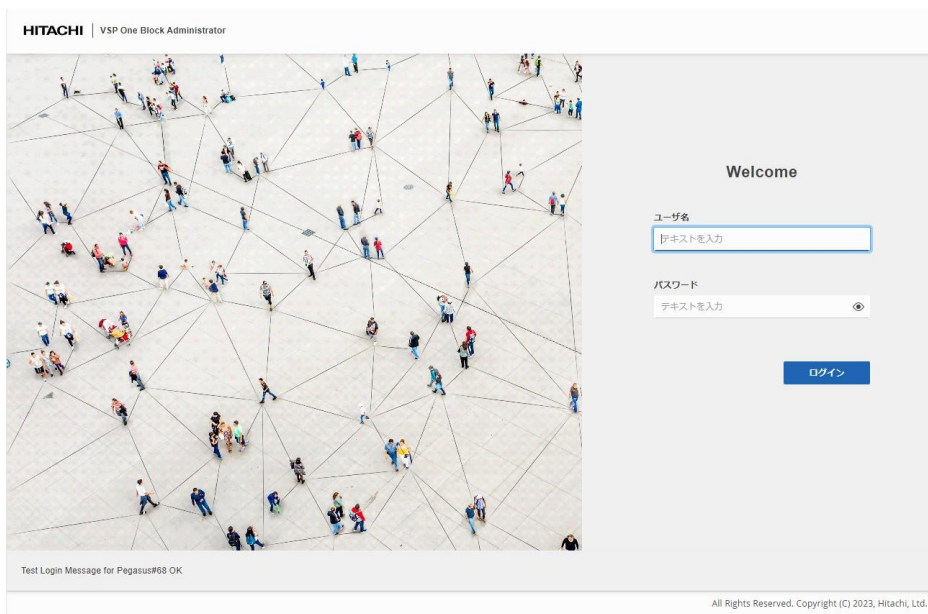 HITACHI | VSP One Block Administrator
Welcome
ユーザ名
テキストを入力
パスワード
テキストを入力
ログイン
Test Login Message for Pegasus#68 OK
All Rights Reserved. Copyright (C) 2023, Hitachi, Ltd.